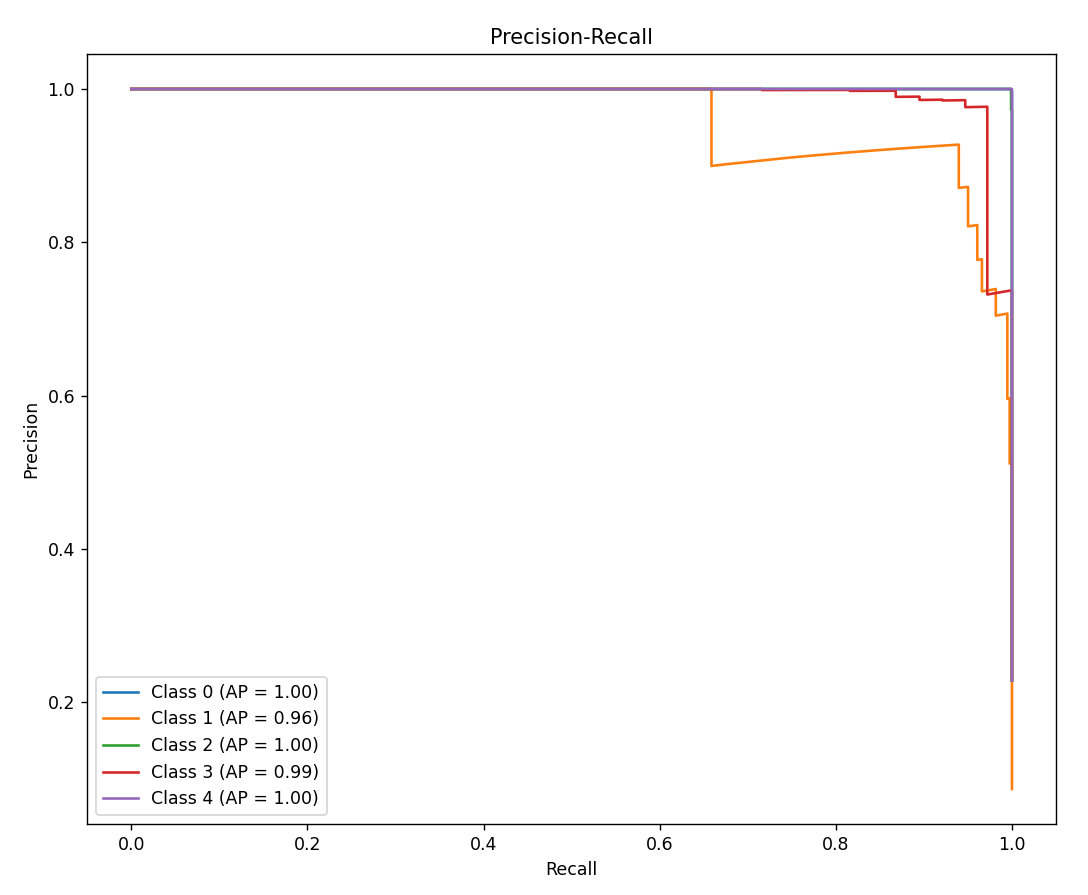 Precision-Recall
Precision
1.0
0.8
0.6
0.4
0.2
Class 0 (AP = 1.00)
Class 1 (AP = 0.96)
Class 2 (AP = 1.00)
Class 3 (AP = 0.99)
Class 4 (AP = 1.00)
0.0 0.2 0.4 0.6 0.8 1.0
Recall